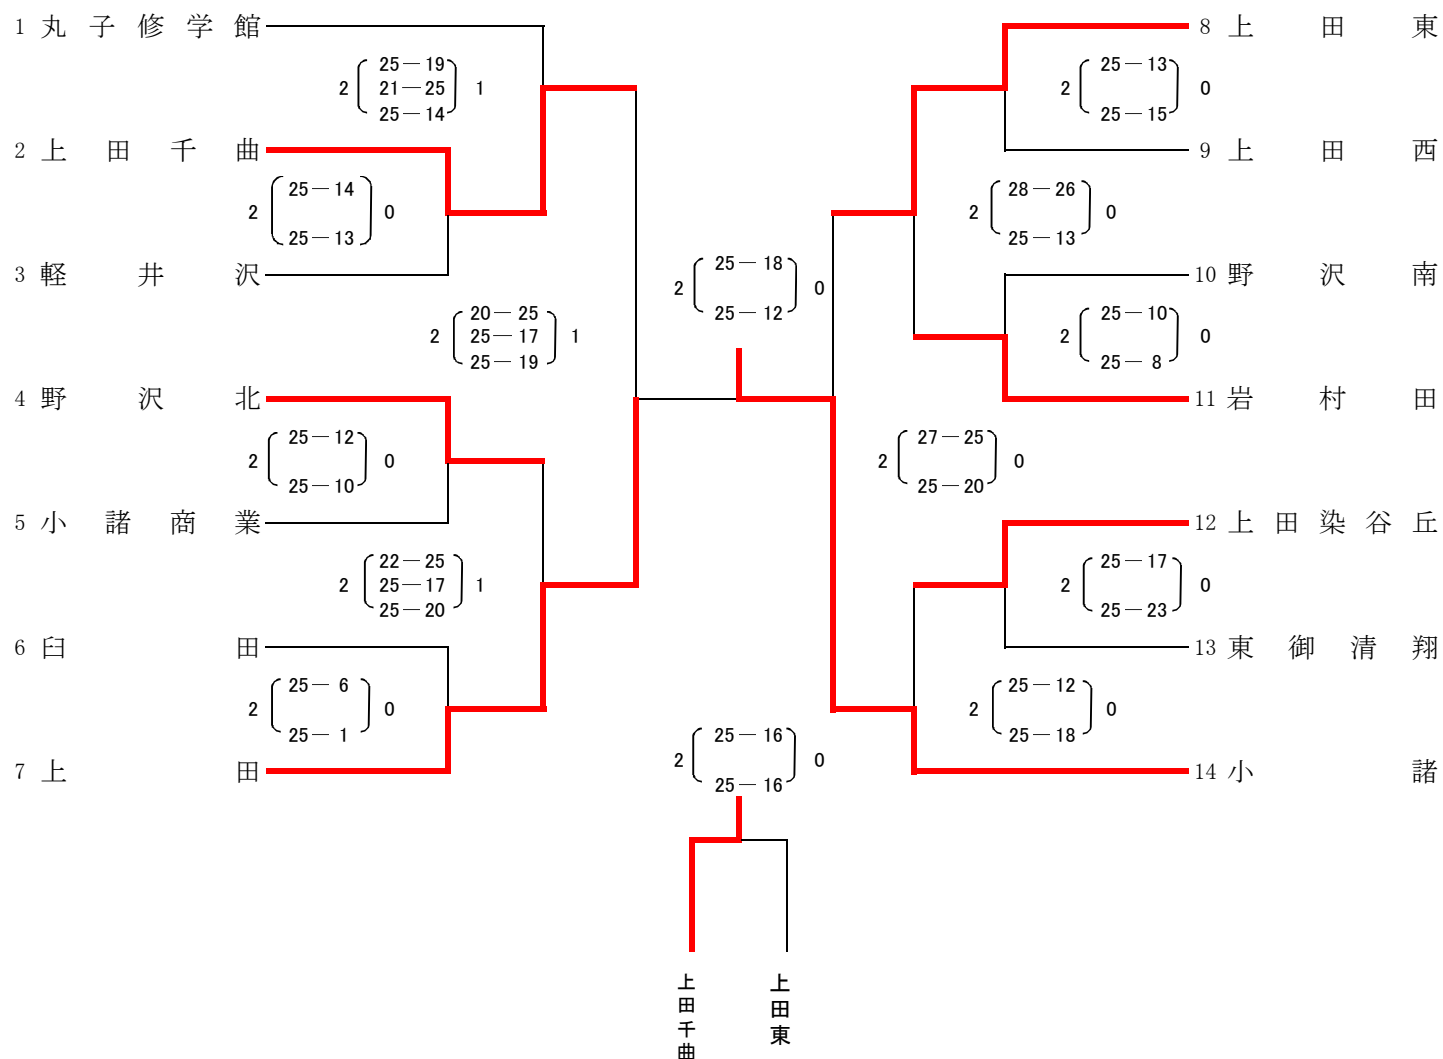 1 丸子修学館
25－19
2 21－25 1
25－14
2 上田千曲
25－14
2 0
25－13
3 軽井沢
20－25
2 25－17 1
25－19
4 野沢北
25－12
2 0
25－10
5 小諸商業
22－25
2 25－17 1
25－20
6 臼田
25－6
2 0
25－1
7 上田
25－18
2 0
25－12
8 上田東
25－13
2 0
25－15
9 上田西
28－26
2 0
25－13
10 野沢南
25－10
2 0
25－8
11 岩村田
27－25
2 0
25－20
12 上田染谷丘
25－17
2 0
25－23
13 東御清翔
25－12
2 0
25－18
14 小諸
25－16
2 0
25－16
上田千曲
上田東